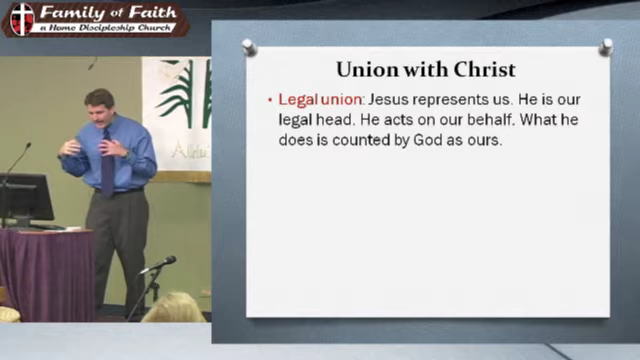 Family of Faith
a Home Discipleship Church
Union with Christ
• Legal union: Jesus represents us. He is our
legal head. He acts on our behalf. What he
does is counted by God as ours.